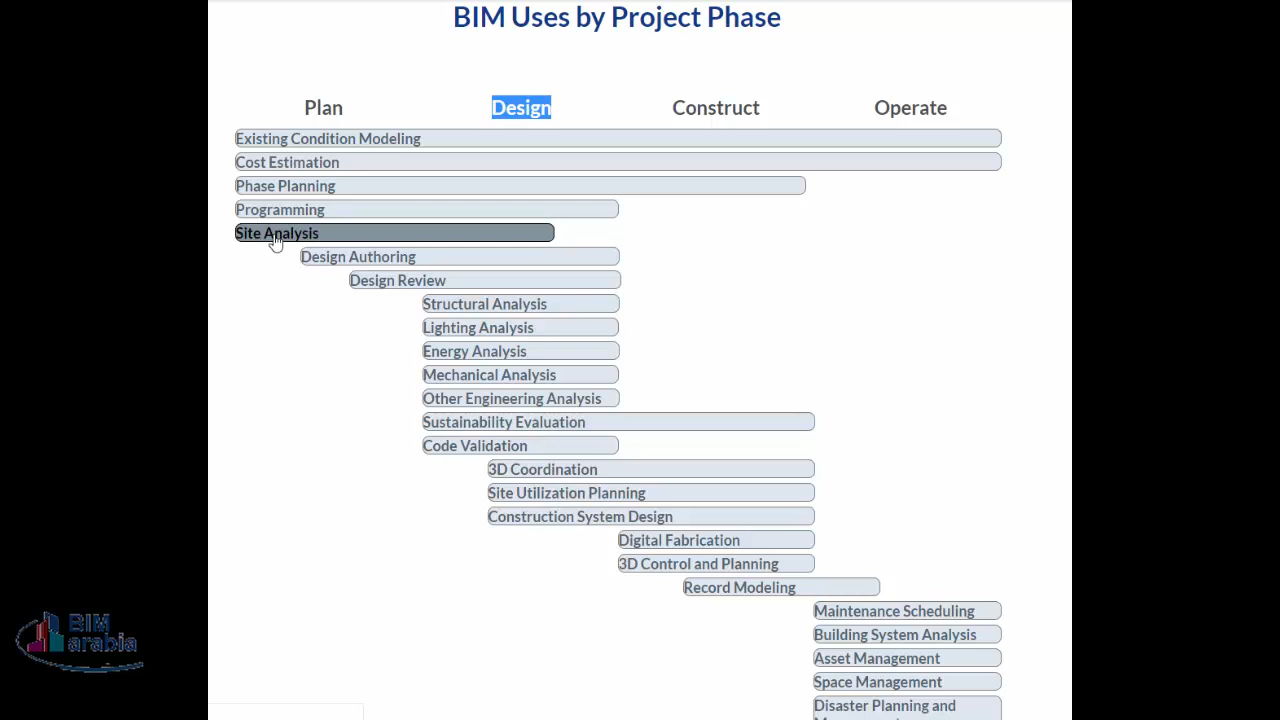 BIM Uses by Project Phase
Plan Design Construct Operate
Existing Condition Modeling
Cost Estimation
Phase Planning
Programming
Site Analysis
Design Authoring
Design Review
Structural Analysis
Lighting Analysis
Energy Analysis
Mechanical Analysis
Other Engineering Analysis
Sustainability Evaluation
Code Validation
3D Coordination
Site Utilization Planning
Construction System Design
Digital Fabrication
3D Control and Planning
Record Modeling
Maintenance Scheduling
Building System Analysis
Asset Management
Space Management
Disaster Planning and
BIM
arabia